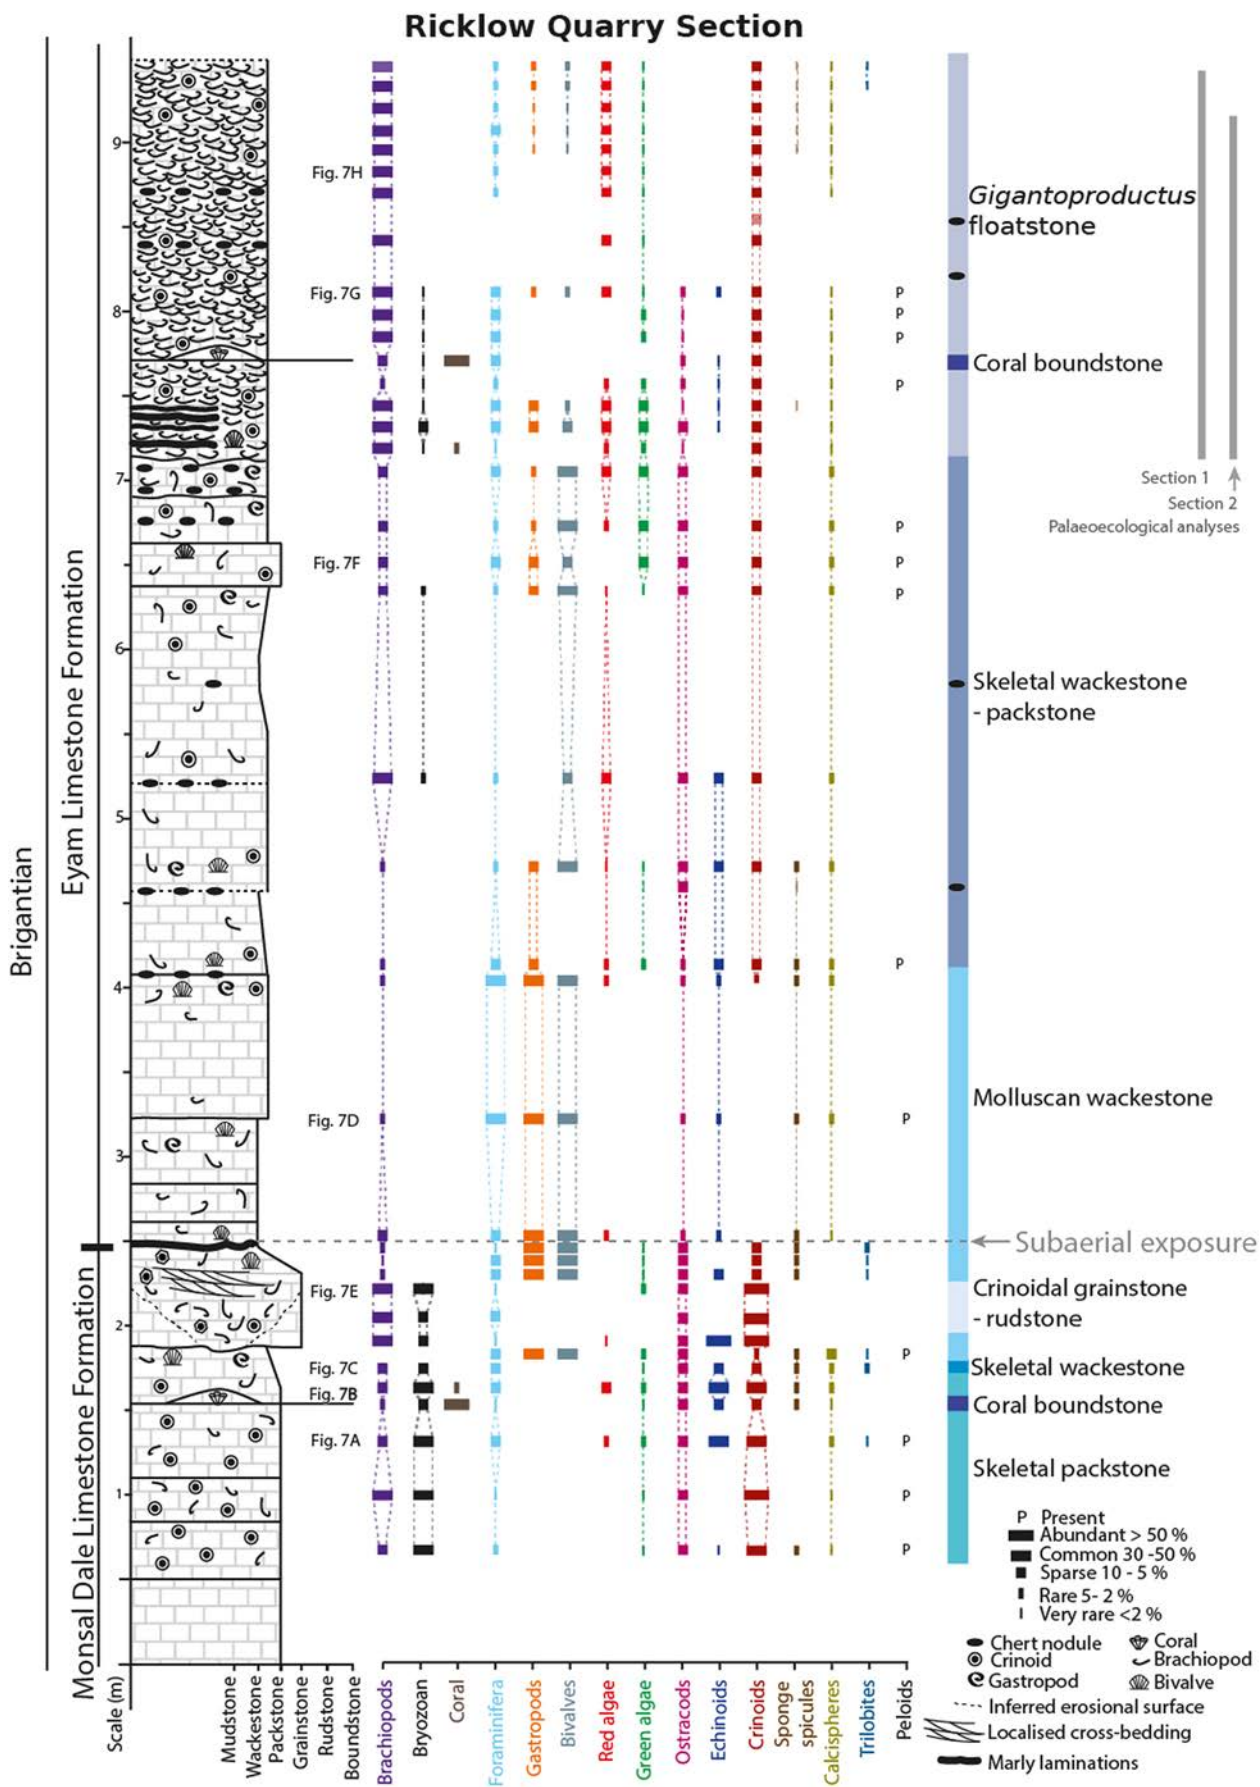 Ricklow Quarry Section
Brigantian
Eyam Limestone Formation
Monsal Dale Limestone Formation
9
8
7
6
5
4
3
2
1
Scale (m)
Mudstone
Wackestone
Packstone
Grainstone
Rudstone
Boundstone
Fig. 7H
Fig. 7G
Fig. 7F
Fig. 7D
Fig. 7E
Fig. 7C
Fig. 7B
Fig. 7A
Brachiopods
Bryozoan
Coral
Foraminifera
Gastropods
Bivalves
Red algae
Green algae
Ostracods
Echinoids
Crinoids
Sponge
spicules
Calcispheres
Trilobites
Peloids
P
P
P
P
P
P
P
P
P
P
P
P
P
Gigantoproductus
floatstone
Coral boundstone
Section 1
Section 2
Palaeoecological analyses
Skeletal wackestone
- packstone
Molluscan wackestone
Subaerial exposure
Crinoidal grainstone
- rudstone
Skeletal wackestone
Coral boundstone
Skeletal packstone
P Present
Abundant > 50 %
Common 30 -50 %
Sparse 10 - 5 %
Rare 5- 2 %
Very rare <2 %
Chert nodule
Coral
Crinoid
Brachiopod
Gastropod
Bivalve
Inferred erosional surface
Localised cross-bedding
Marly laminations